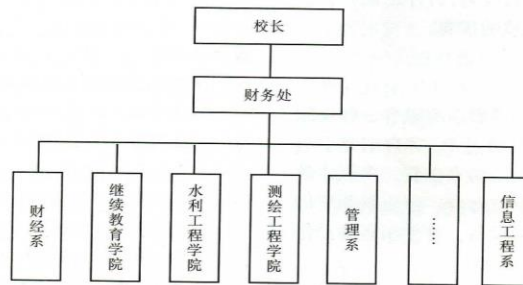 校长
财务处
财经系
继续教育学院
水利工程学院
测绘工程学院
管理系
……
信息工程系